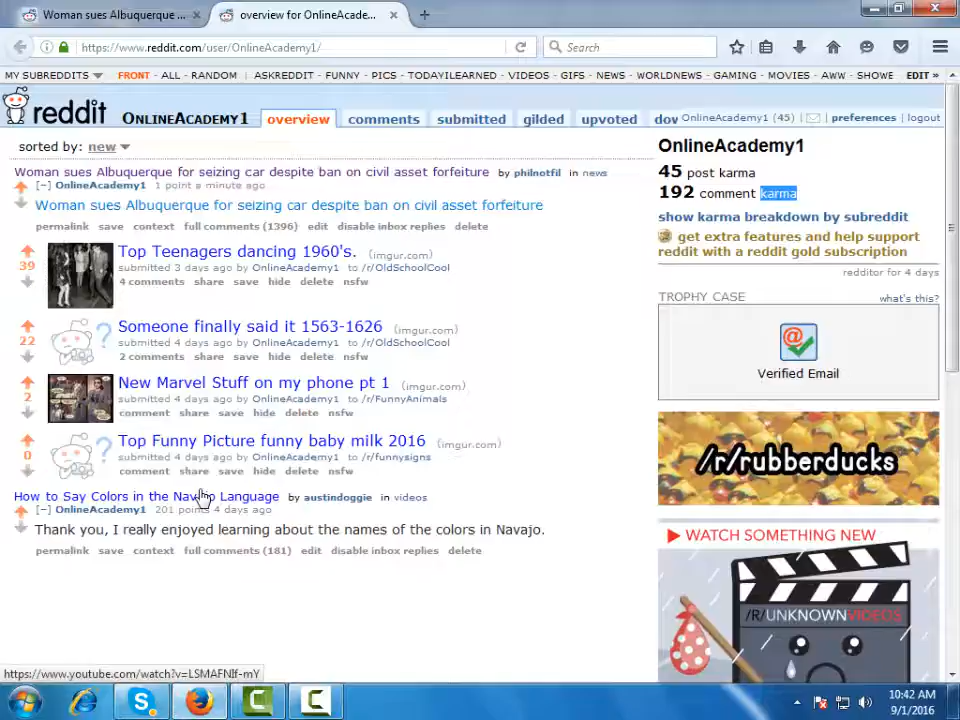 Woman sues Albuquerque ... ×
overview for OnlineAcade... ×
https://www.reddit.com/user/OnlineAcademy1/
Search
MY SUBREDDITS
FRONT - ALL - RANDOM | ASKREDDIT - FUNNY - PICS - TODAYILEARNED - VIDEOS - GIFS - NEWS - WORLDNEWS - GAMING - MOVIES - AWW - SHOWE EDIT »
reddit ONLINEACADEMY1 overview comments submitted gilded upvoted dov OnlineAcademy1 (45) | preferences | logout
sorted by: new
Woman sues Albuquerque for seizing car despite ban on civil asset forfeiture by philnotfil in news
[-] OnlineAcademy1 1 point a minute ago
Woman sues Albuquerque for seizing car despite ban on civil asset forfeiture
permalink save context full comments (1396) edit disable inbox replies delete
39
Top Teenagers dancing 1960's. (imgur.com)
submitted 3 days ago by OnlineAcademy1 to /r/OldSchoolCool
4 comments share save hide delete nsfw
22
Someone finally said it 1563-1626 (imgur.com)
submitted 4 days ago by OnlineAcademy1 to /r/OldSchoolCool
2 comments share save hide delete nsfw
2
New Marvel Stuff on my phone pt 1 (imgur.com)
submitted 4 days ago by OnlineAcademy1 to /r/FunnyAnimals
comment share save hide delete nsfw
0
Top Funny Picture funny baby milk 2016 (imgur.com)
submitted 4 days ago by OnlineAcademy1 to /r/funnysigns
comment share save hide delete nsfw
How to Say Colors in the Navajo Language by austindoggie in videos
[-] OnlineAcademy1 201 points 4 days ago
Thank you, I really enjoyed learning about the names of the colors in Navajo.
permalink save context full comments (181) edit disable inbox replies delete
OnlineAcademy1
45 post karma
192 comment karma
show karma breakdown by subreddit
get extra features and help support
reddit with a reddit gold subscription
redditor for 4 days
TROPHY CASE what's this?
Verified Email
/r/rubberducks
WATCH SOMETHING NEW
/R/UNKNOWNVIDEOS
https://www.youtube.com/watch?v=LSMAFNIf-mY
10:42 AM
9/1/2016